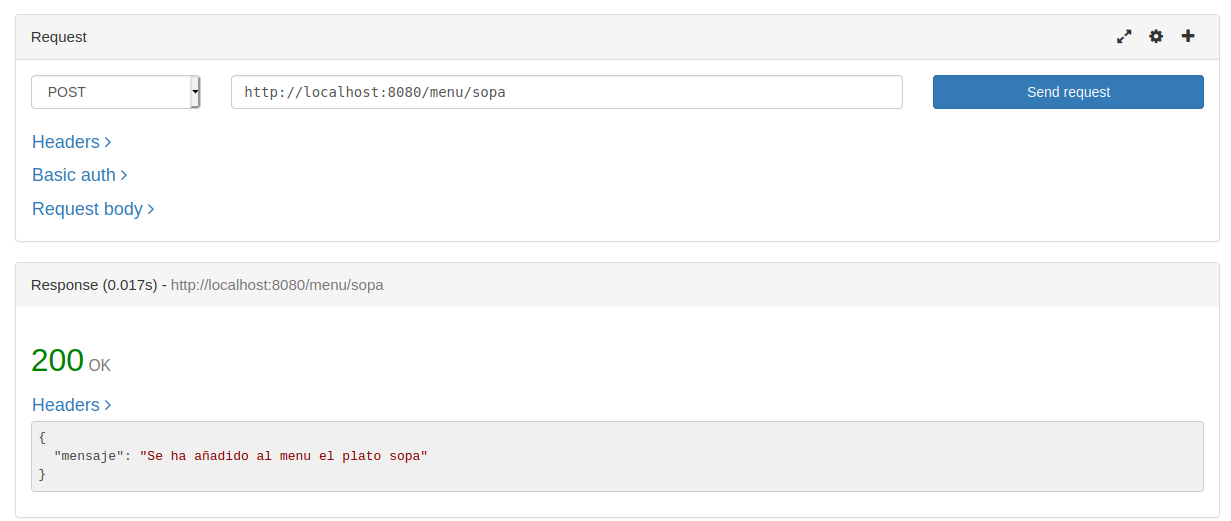 Request
POST
http://localhost:8080/menu/sopa
Send request
Headers
Basic auth
Request body
Response (0.017s) - http://localhost:8080/menu/sopa
200 OK
Headers
{
"mensaje": "Se ha añadido al menu el plato sopa"
}